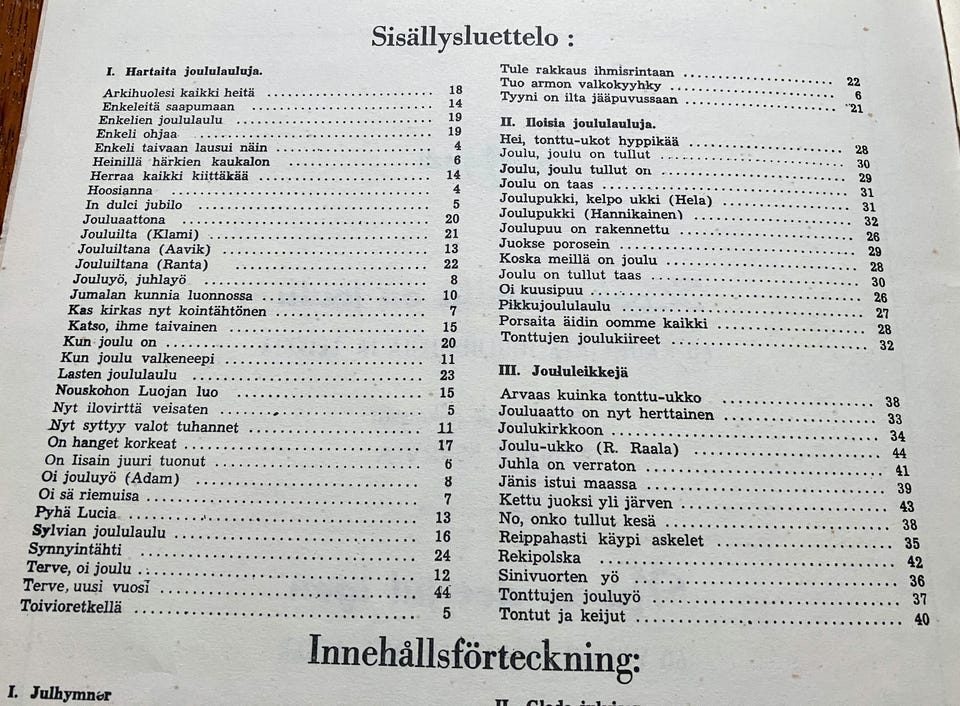 Sisällysluettelo :
I. Hartaita joululauluja.
Arkihuolesi kaikki heitä 18
Enkeleitä saapumaan 14
Enkelien joululaulu 19
Enkeli ohjaa 19
Enkeli taivaan lausui näin 4
Heinillä härkien kaukalon 6
Herraa kaikki kiittäkää 14
Hoosianna 4
In dulci jubilo 5
Jouluaattona 20
Jouluilta (Klami) 21
Jouluiltana (Aavik) 13
Jouluiltana (Ranta) 22
Jouluyö, juhlayö 8
Jumalan kunnia luonnossa 10
Kas kirkas nyt kointähtönen 7
Katso, ihme taivainen 15
Kun joulu on 20
Kun joulu valkeneepi 11
Lasten joululaulu 23
Nouskohon Luojan luo 15
Nyt ilovirttä veisaten 5
Nyt syttyy valot tuhannet 11
On hanget korkeat 17
On Iisain juuri tuonut 6
Oi jouluyö (Adam) 8
Oi sä riemuisa 7
Pyhä Lucia 13
Sylvian joululaulu 16
Synnyintähti 24
Terve, oi joulu 12
Terve, uusi vuosi 44
Toivioretkellä 5
Tule rakkaus ihmisrintaan 22
Tuo armon valkokyyhky 6
Tyyni on ilta jääpuvussaan 21
II. Iloisia joululauluja.
Hei, tonttu-ukot hyppikää 28
Joulu, joulu on tullut 30
Joulu, joulu tullut on 29
Joulu on taas 31
Joulupukki, kelpo ukki (Hela) 31
Joulupukki (Hannikainen) 32
Joulupuu on rakennettu 26
Juokse porosein 29
Koska meillä on joulu 28
Joulu on tullut taas 30
Oi kuusipuu 26
Pikkujoululaulu 27
Porsaita äidin oomme kaikki 28
Tonttujen joulukiireet 32
III. Joululeikkejä
Arvaas kuinka tonttu-ukko 38
Jouluaatto on nyt herttainen 33
Joulukirkkoon 34
Joulu-ukko (R. Raala) 44
Juhla on verraton 41
Jänis istui maassa 39
Kettu juoksi yli järven 43
No, onko tullut kesä 38
Reippahasti käypi askelet 35
Rekipolska 42
Sinivuorten yö 36
Tonttujen jouluyö 37
Tontut ja keijut 40
Innehållsförteckning:
I. Julhymner
II. Glada